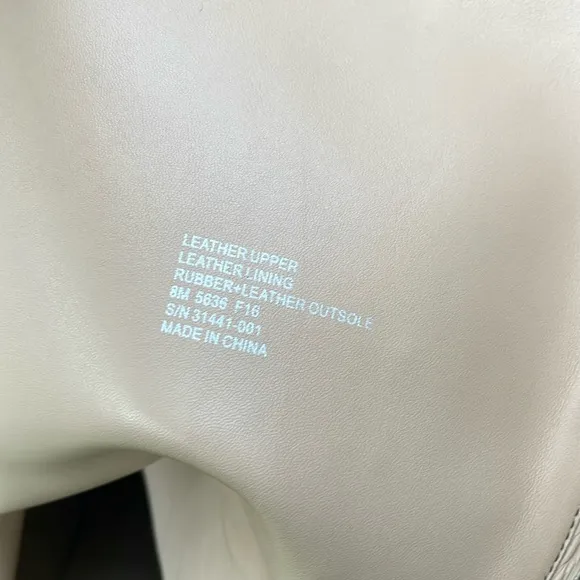 LEATHER UPPER
LEATHER LINING
RUBBER+LEATHER OUTSOLE
8M 5636 F16
S/N 31441-001
MADE IN CHINA